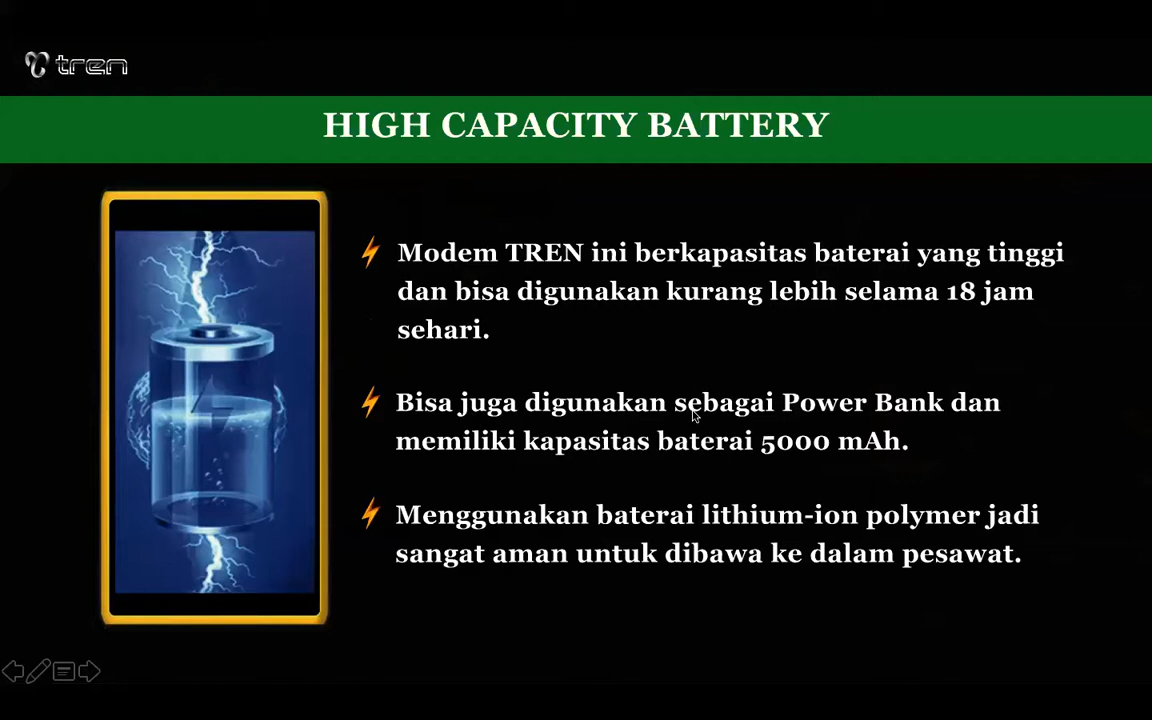 tren
HIGH CAPACITY BATTERY
Modem TREN ini berkapasitas baterai yang tinggi
dan bisa digunakan kurang lebih selama 18 jam
sehari.
Bisa juga digunakan sebagai Power Bank dan
memiliki kapasitas baterai 5000 mAh.
Menggunakan baterai lithium-ion polymer jadi
sangat aman untuk dibawa ke dalam pesawat.